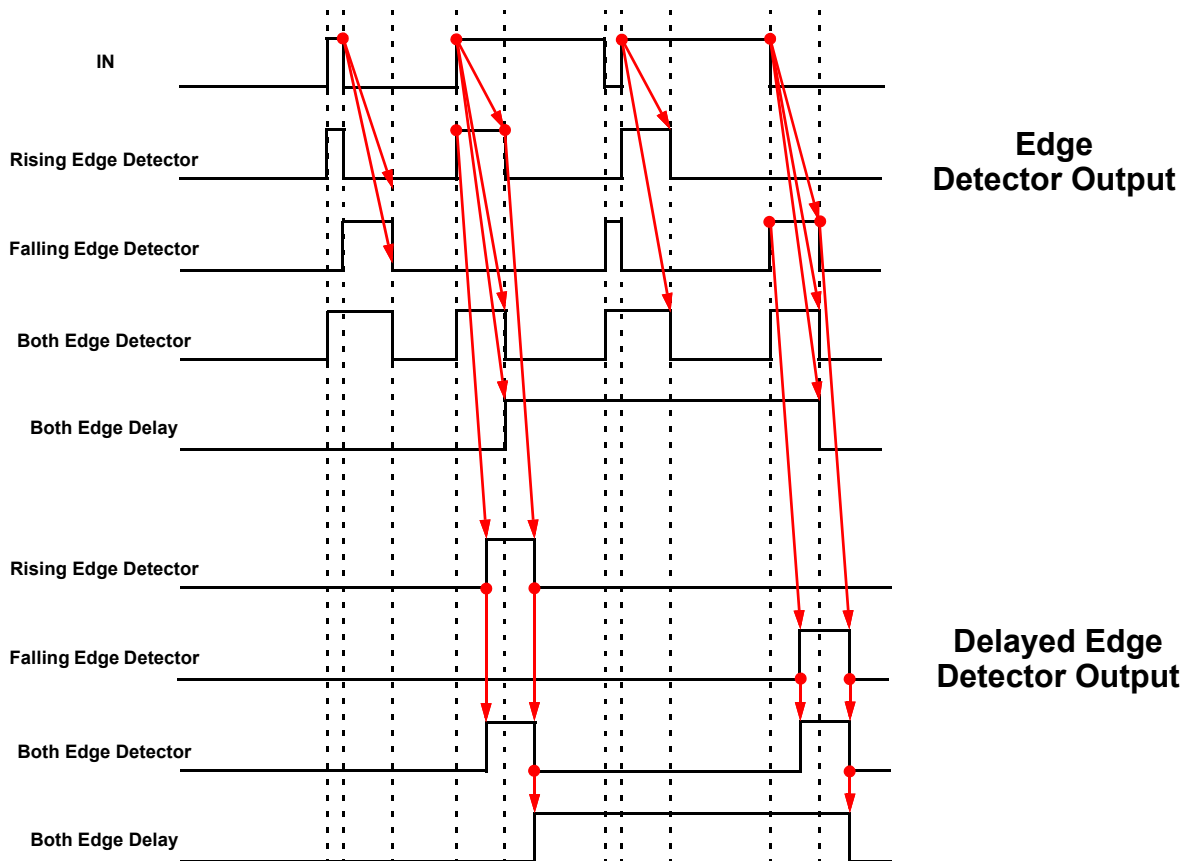 IN
Rising Edge Detector
Edge
Detector Output
Falling Edge Detector
Both Edge Detector
Both Edge Delay
Rising Edge Detector
Falling Edge Detector
Delayed Edge
Detector Output
Both Edge Detector
Both Edge Delay